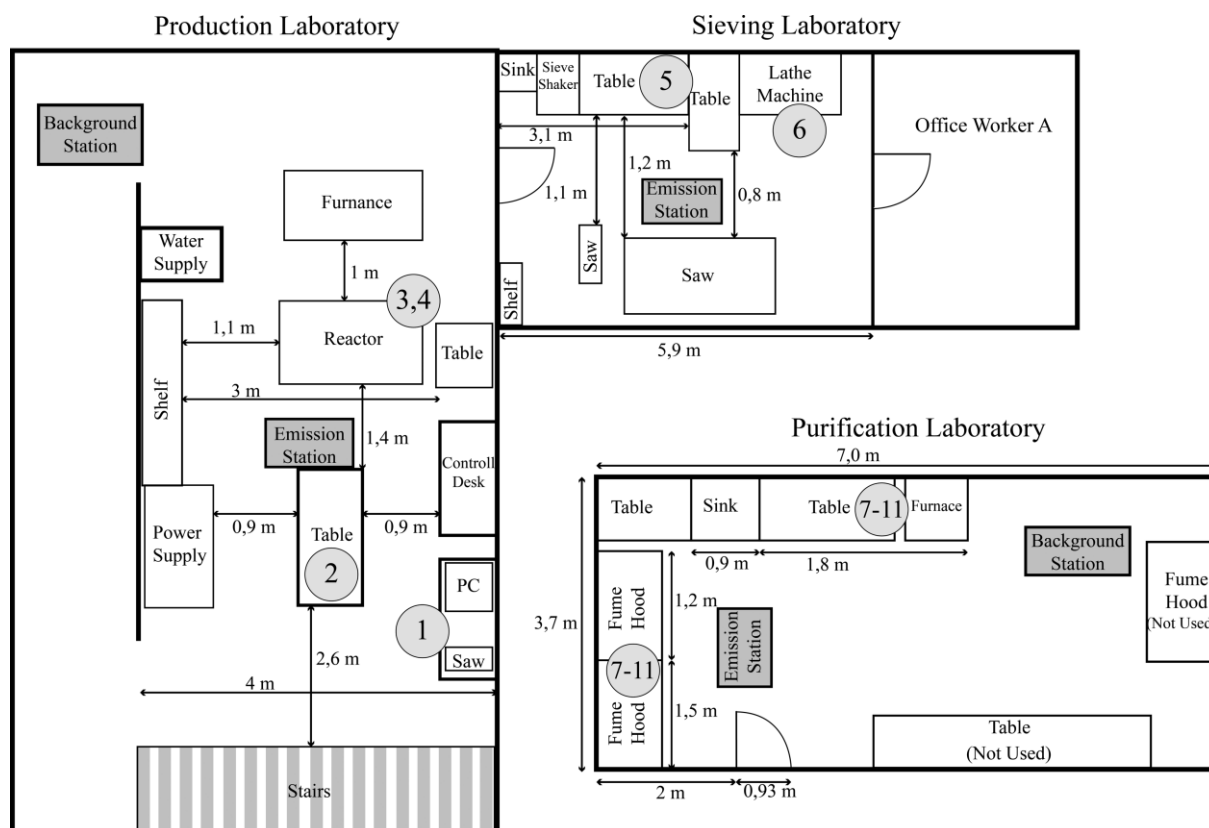 Production Laboratory
Background
Station
Furnance
Water
Supply
1 m
3,4
1,1 m
Reactor
Table
Shelf
3 m
Emission
Station
1,4 m
Controll
Desk
Power
Supply
0,9 m
Table
0,9 m
2
PC
1
Saw
2,6 m
4 m
Stairs
Sieving Laboratory
Sink
Sieve
Shaker
Table
5
Table
Lathe
Machine
6
3,1 m
1,2 m
1,1 m
Emission
Station
0,8 m
Saw
Saw
Shelf
5,9 m
Office Worker A
Purification Laboratory
7,0 m
Table
Sink
Table
7-11
Furnace
0,9 m
1,8 m
Background
Station
3,7 m
Fume
Hood
1,2 m
Emission
Station
Fume
Hood
(Not Used)
7-11
Fume
Hood
1,5 m
Table
(Not Used)
2 m
0,93 m